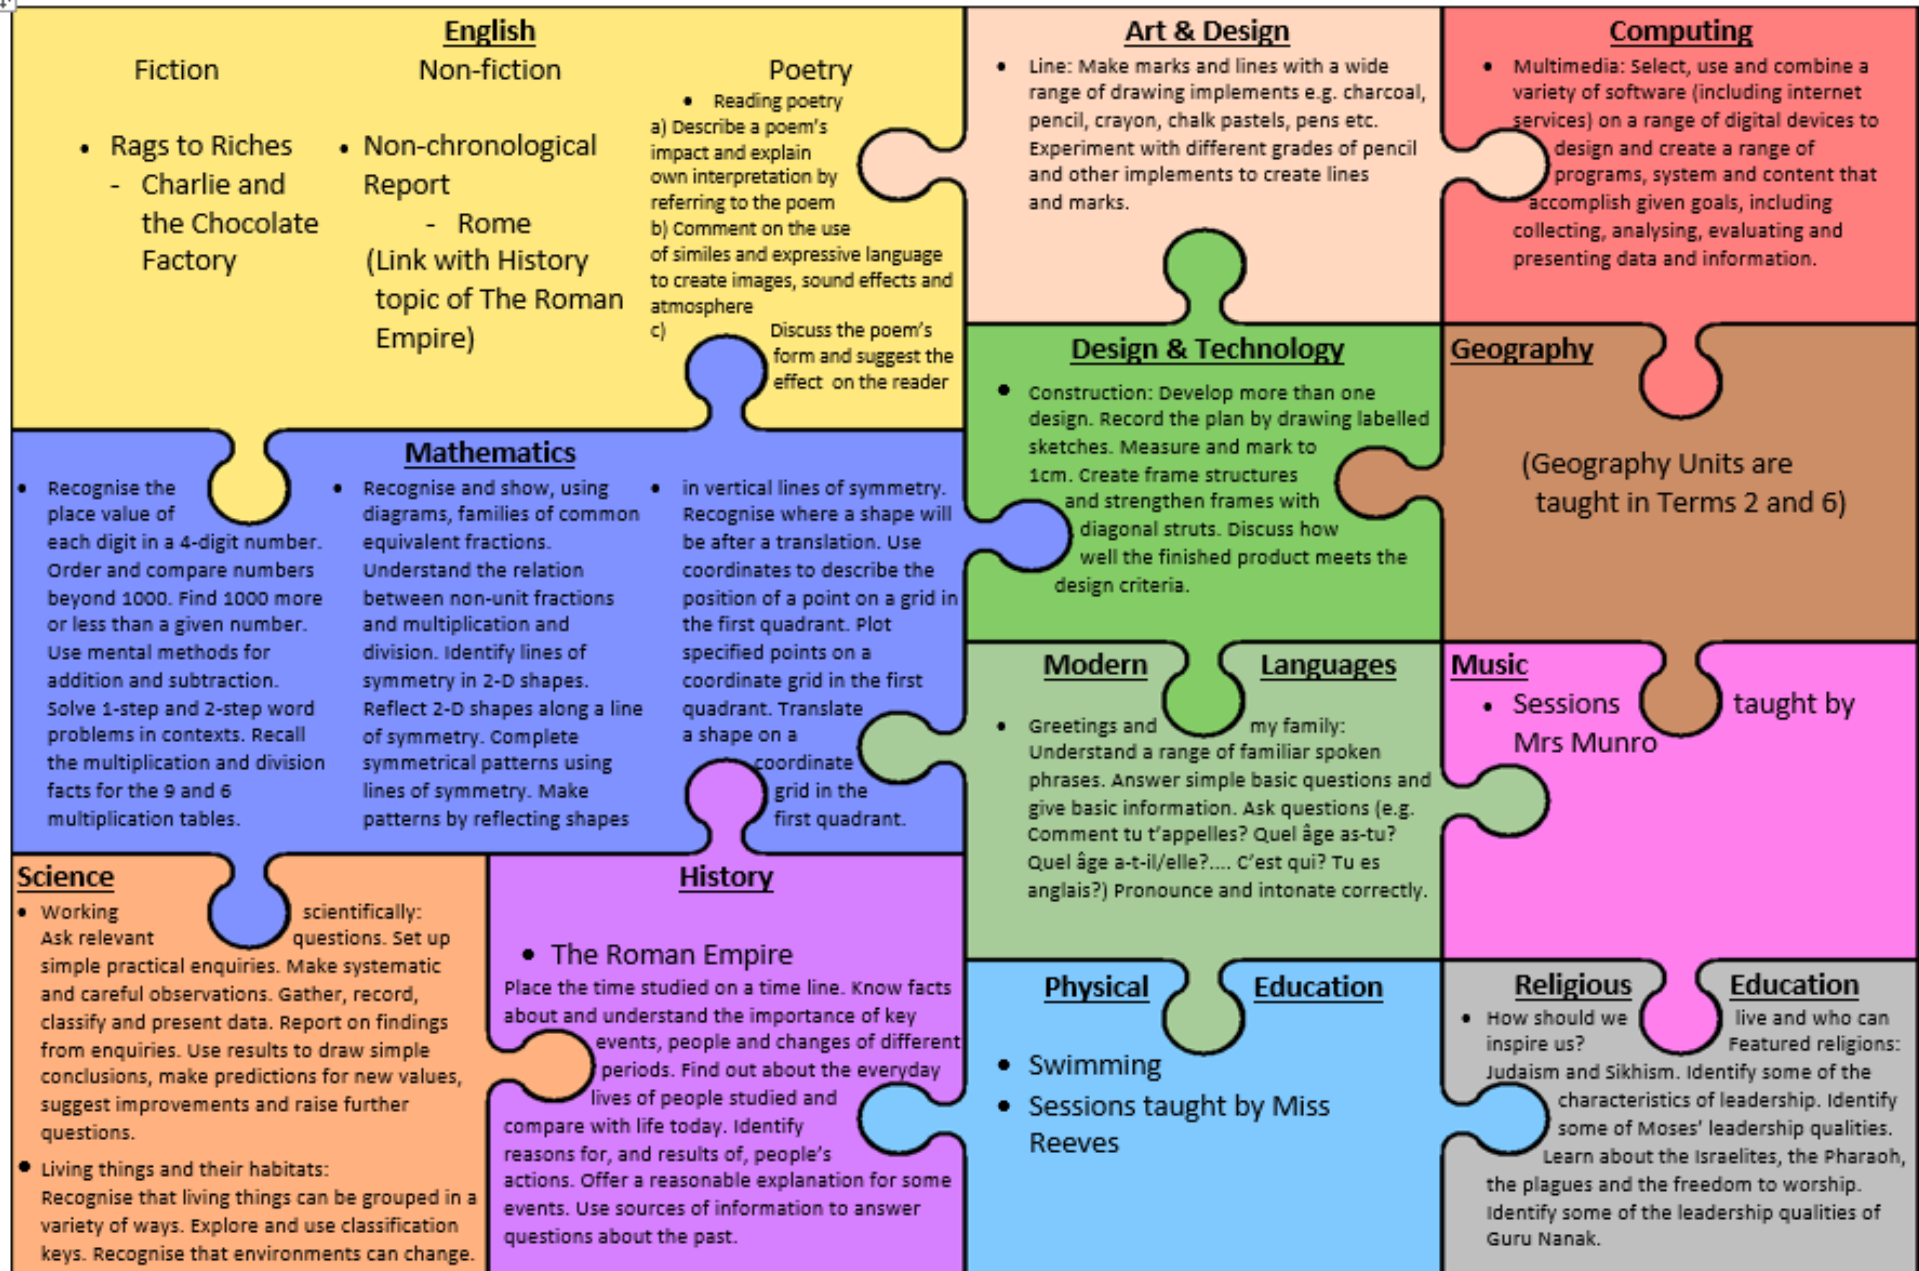 English
Fiction
Rags to Riches
- Charlie and
the Chocolate
Factory
Non-fiction
Non-chronological
Report
- Rome
(Link with History
topic of The Roman
Empire)
Poetry
Reading poetry
a) Describe a poem's
impact and explain
own interpretation by
referring to the poem
b) Comment on the use
of similes and expressive language
to create images, sound effects and
atmosphere
c) Discuss the poem's
form and suggest the
effect on the reader
Art & Design
Line: Make marks and lines with a wide
range of drawing implements e.g. charcoal,
pencil, crayon, chalk pastels, pens etc.
Experiment with different grades of pencil
and other implements to create lines
and marks.
Computing
Multimedia: Select, use and combine a
variety of software (including internet
services) on a range of digital devices to
design and create a range of
programs, system and content that
accomplish given goals, including
collecting, analysing, evaluating and
presenting data and information.
Mathematics
Recognise the
place value of
each digit in a 4-digit number.
Order and compare numbers
beyond 1000. Find 1000 more
or less than a given number.
Use mental methods for
addition and subtraction.
Solve 1-step and 2-step word
problems in contexts. Recall
the multiplication and division
facts for the 9 and 6
multiplication tables.
Recognise and show, using
diagrams, families of common
equivalent fractions.
Understand the relation
between non-unit fractions
and multiplication and
division. Identify lines of
symmetry in 2-D shapes.
Reflect 2-D shapes along a line
of symmetry. Complete
symmetrical patterns using
lines of symmetry. Make
patterns by reflecting shapes
in vertical lines of symmetry.
Recognise where a shape will
be after a translation. Use
coordinates to describe the
position of a point on a grid in
the first quadrant. Plot
specified points on a
coordinate grid in the first
quadrant. Translate
a shape on a
coordinate
grid in the
first quadrant.
Design & Technology
Construction: Develop more than one
design. Record the plan by drawing labelled
sketches. Measure and mark to
1cm. Create frame structures
and strengthen frames with
diagonal struts. Discuss how
well the finished product meets the
design criteria.
Geography
(Geography Units are
taught in Terms 2 and 6)
Modern Languages
Greetings and my family:
Understand a range of familiar spoken
phrases. Answer simple basic questions and
give basic information. Ask questions (e.g.
Comment tu t'appelles? Quel âge as-tu?
Quel âge a-t-il/elle?.... C'est qui? Tu es
anglais?) Pronounce and intonate correctly.
Music
Sessions taught by
Mrs Munro
Science
Working scientifically:
Ask relevant questions. Set up
simple practical enquiries. Make systematic
and careful observations. Gather, record,
classify and present data. Report on findings
from enquiries. Use results to draw simple
conclusions, make predictions for new values,
suggest improvements and raise further
questions.
Living things and their habitats:
Recognise that living things can be grouped in a
variety of ways. Explore and use classification
keys. Recognise that environments can change.
History
The Roman Empire
Place the time studied on a time line. Know facts
about and understand the importance of key
events, people and changes of different
periods. Find out about the everyday
lives of people studied and
compare with life today. Identify
reasons for, and results of, people's
actions. Offer a reasonable explanation for some
events. Use sources of information to answer
questions about the past.
Physical Education
Swimming
Sessions taught by Miss
Reeves
Religious Education
How should we live and who can
inspire us? Featured religions:
Judaism and Sikhism. Identify some of the
characteristics of leadership. Identify
some of Moses' leadership qualities.
Learn about the Israelites, the Pharaoh,
the plagues and the freedom to worship.
Identify some of the leadership qualities of
Guru Nanak.